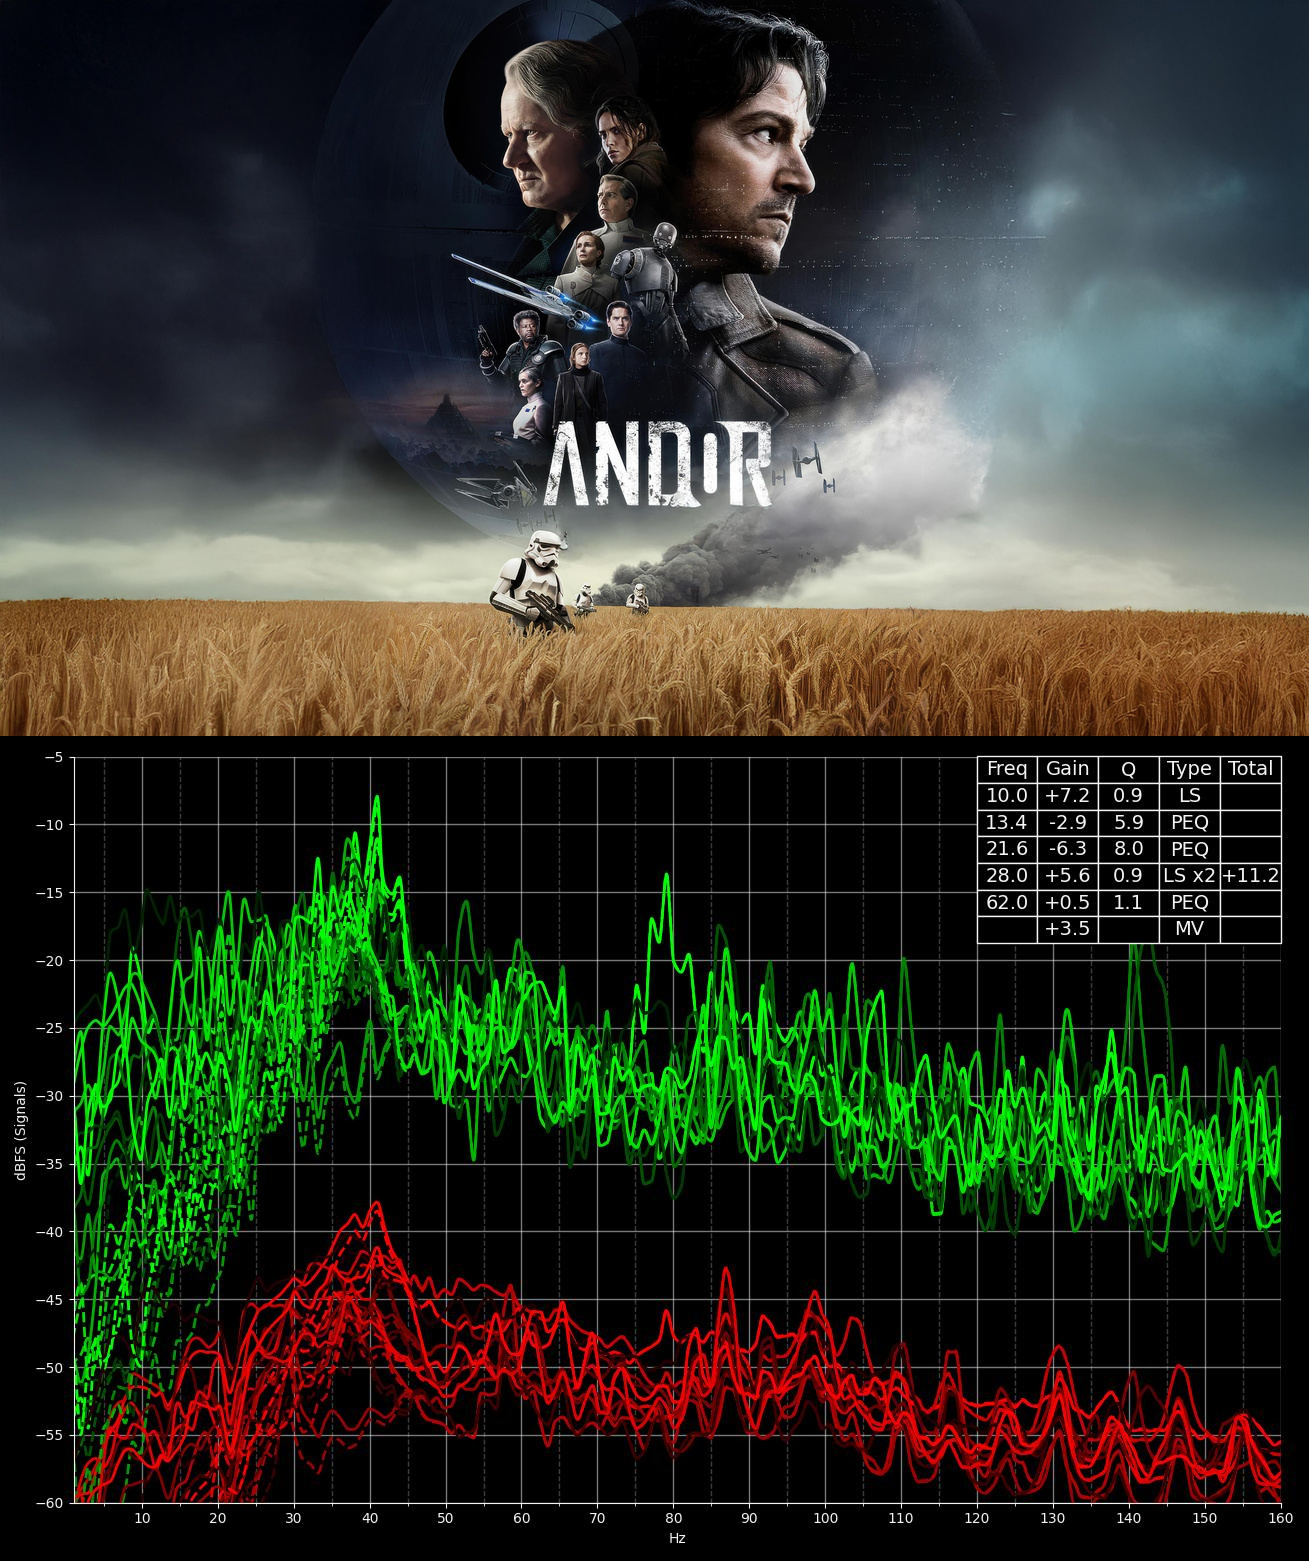 ANDOR
Freq Gain Q Type Total
10.0 +7.2 0.9 LS
13.4 -2.9 5.9 PEQ
21.6 -6.3 8.0 PEQ
28.0 +5.6 0.9 LS x2 +11.2
62.0 +0.5 1.1 PEQ
+3.5 MV
−5
−10
−15
−20
−25
−30
−35
−40
−45
−50
−55
−60
dBFS (Signals)
10 20 30 40 50 60 70 80 90 100 110 120 130 140 150 160
Hz